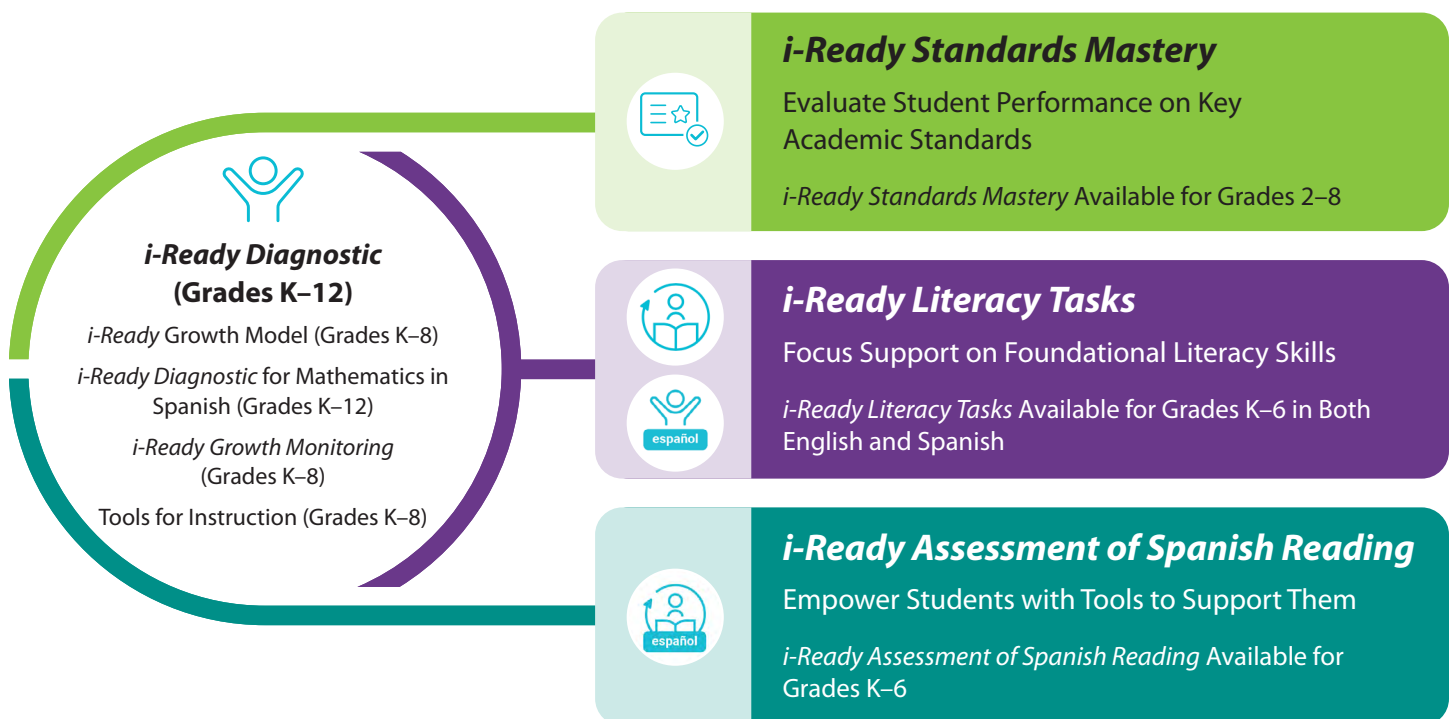 i-Ready Diagnostic
(Grades K–12)
i-Ready Growth Model (Grades K–8)
i-Ready Diagnostic for Mathematics in
Spanish (Grades K–12)
i-Ready Growth Monitoring
(Grades K–8)
Tools for Instruction (Grades K–8)
i-Ready Standards Mastery
Evaluate Student Performance on Key
Academic Standards
i-Ready Standards Mastery Available for Grades 2–8
español
i-Ready Literacy Tasks
Focus Support on Foundational Literacy Skills
i-Ready Literacy Tasks Available for Grades K–6 in Both
English and Spanish
español
i-Ready Assessment of Spanish Reading
Empower Students with Tools to Support Them
i-Ready Assessment of Spanish Reading Available for
Grades K–6